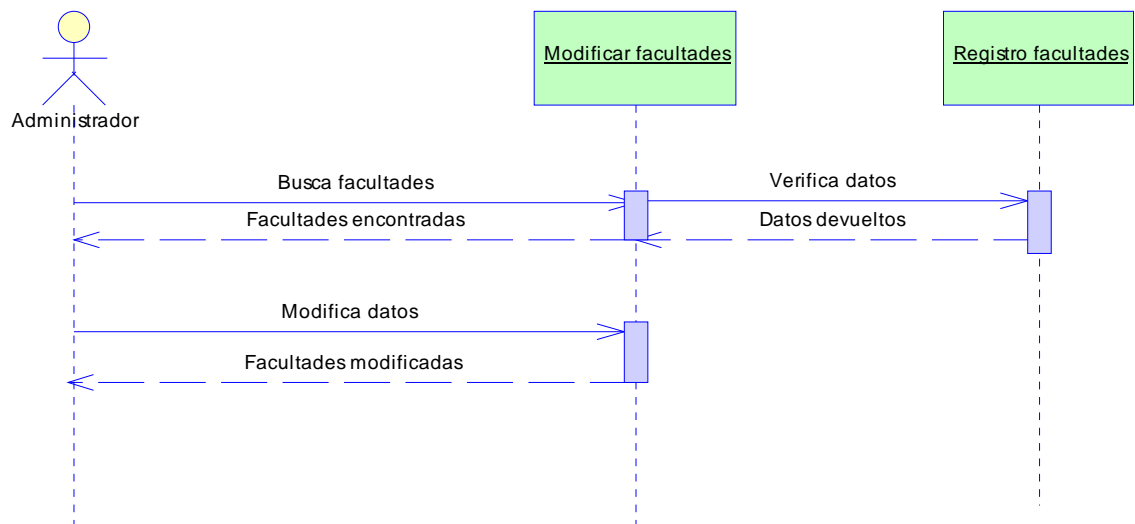 Modificar facultades
Registro facultades
Administrador
Busca facultades
Verifica datos
Facultades encontradas
Datos devueltos
Modifica datos
Facultades modificadas